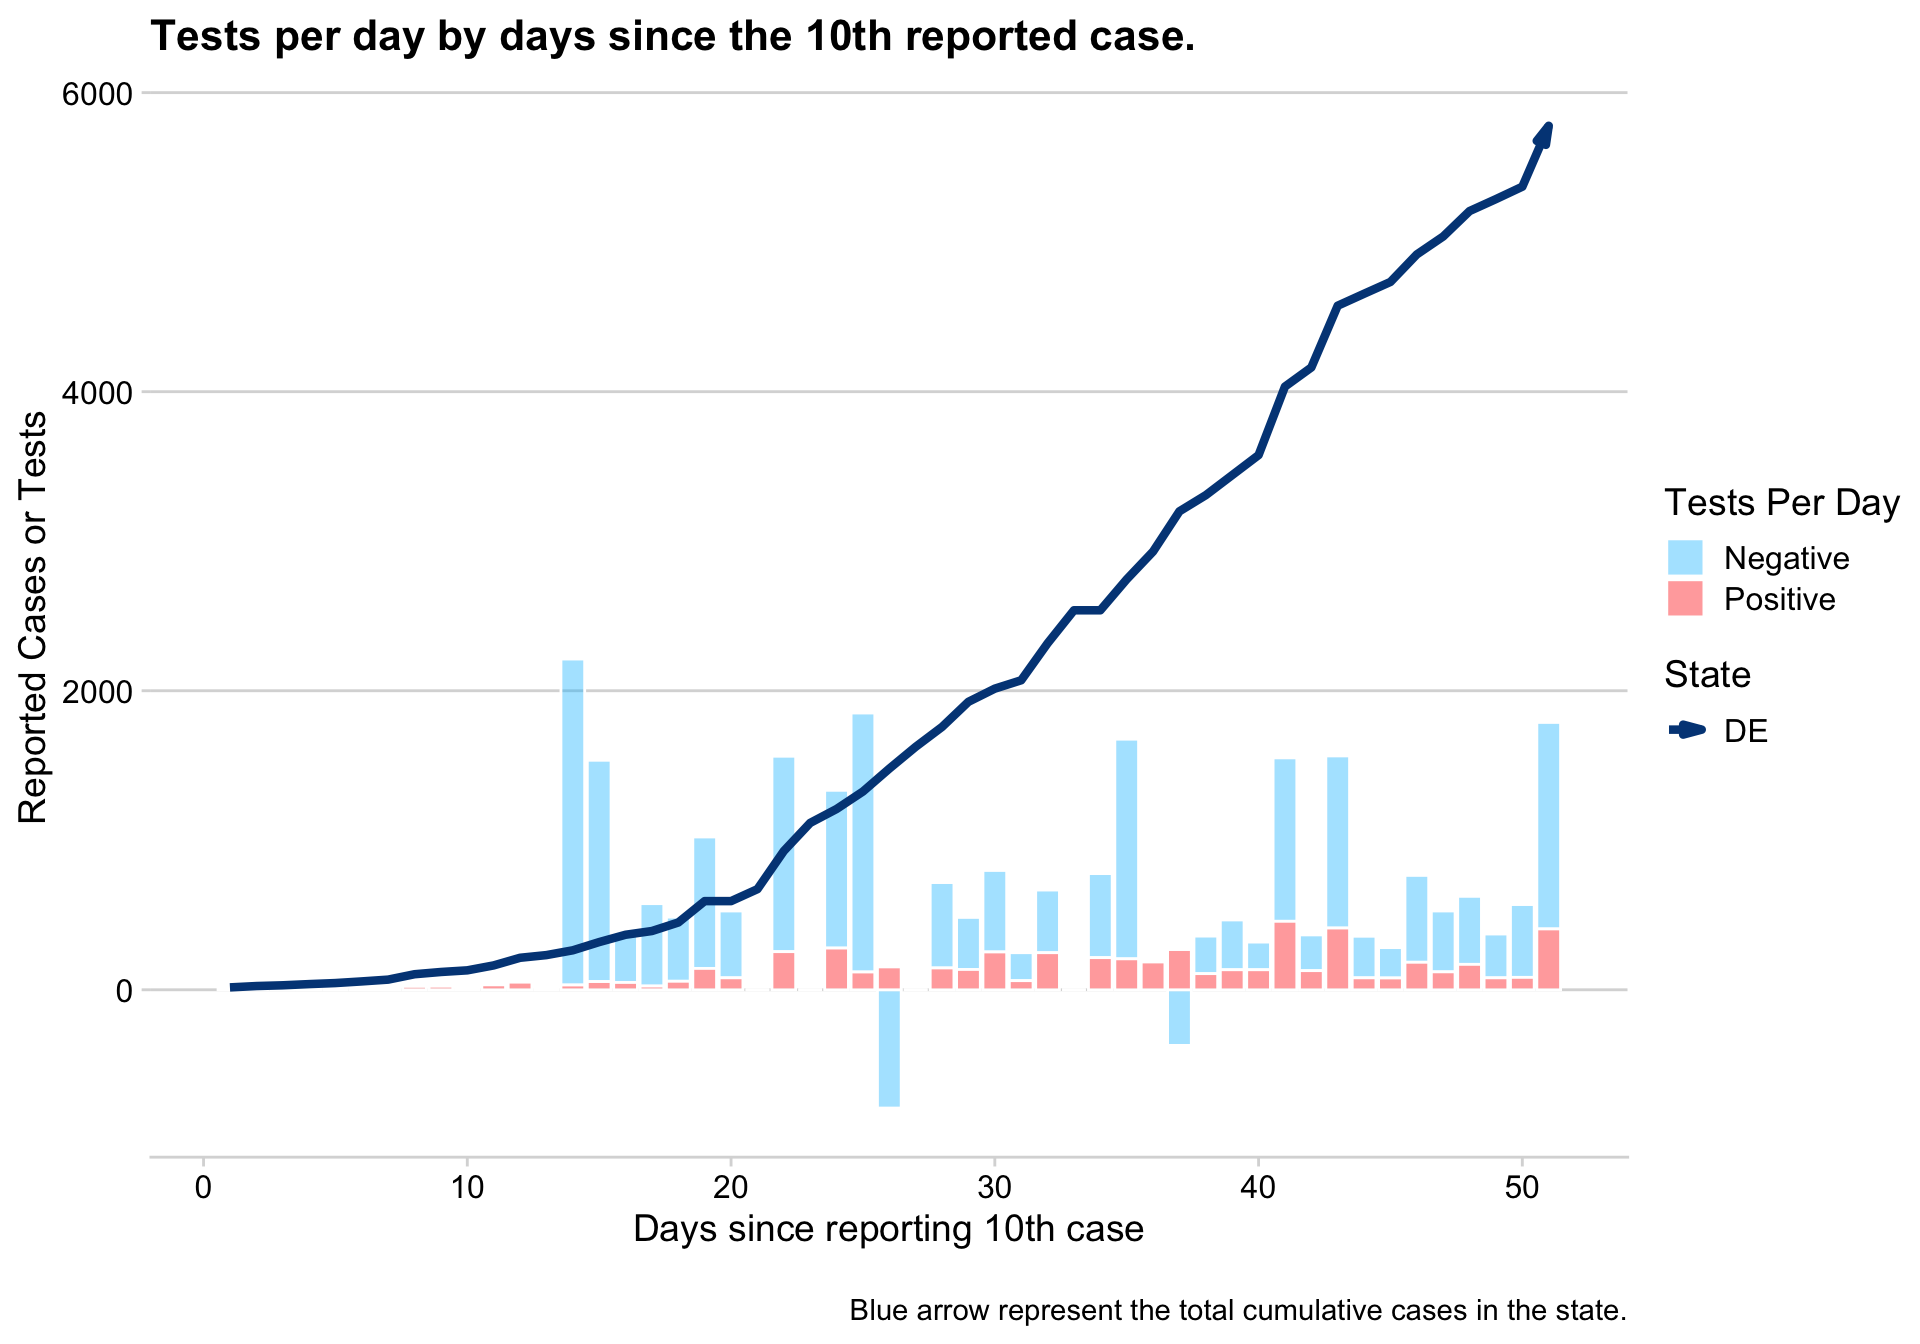 Tests per day by days since the 10th reported case.
6000
4000
2000
0
Reported Cases or Tests
0 10 20 30 40 50
Days since reporting 10th case
Tests Per Day
Negative
Positive
State
DE
Blue arrow represent the total cumulative cases in the state.